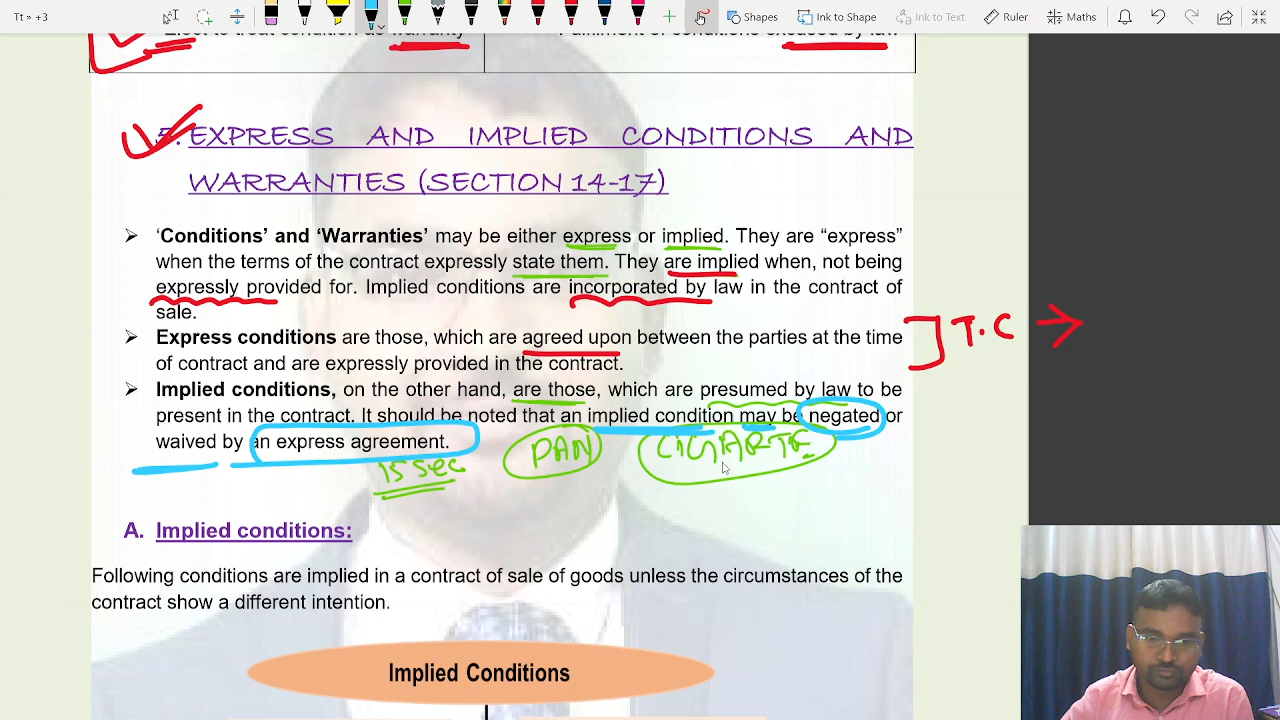 Tt > +3
Shapes Ink to Shape Ink to Text Ruler Maths
Elect to treat condition as warranty
Fulfilment of conditions excused by law
5. EXPRESS AND IMPLIED CONDITIONS AND
WARRANTIES (SECTION 14-17)
➢ ‘Conditions’ and ‘Warranties’ may be either express or implied. They are “express”
when the terms of the contract expressly state them. They are implied when, not being
expressly provided for. Implied conditions are incorporated by law in the contract of
sale.
➢ Express conditions are those, which are agreed upon between the parties at the time
of contract and are expressly provided in the contract.
T.C
➢ Implied conditions, on the other hand, are those, which are presumed by law to be
present in the contract. It should be noted that an implied condition may be negated or
waived by an express agreement.
15 sec PAN CIGARTE
A. Implied conditions:
Following conditions are implied in a contract of sale of goods unless the circumstances of the
contract show a different intention.
Implied Conditions